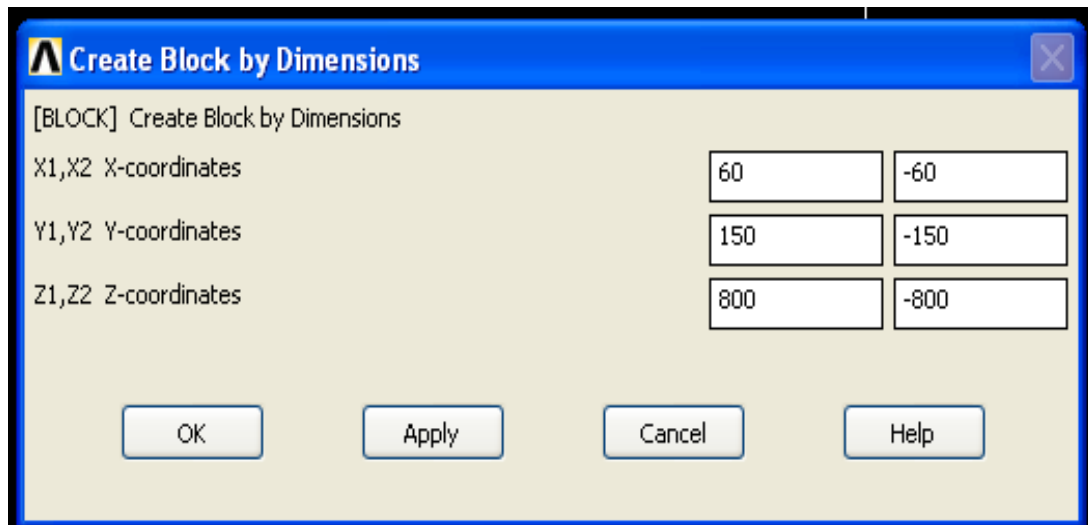 Create Block by Dimensions
[BLOCK] Create Block by Dimensions
X1,X2 X-coordinates 60 -60
Y1,Y2 Y-coordinates 150 -150
Z1,Z2 Z-coordinates 800 -800
OK Apply Cancel Help